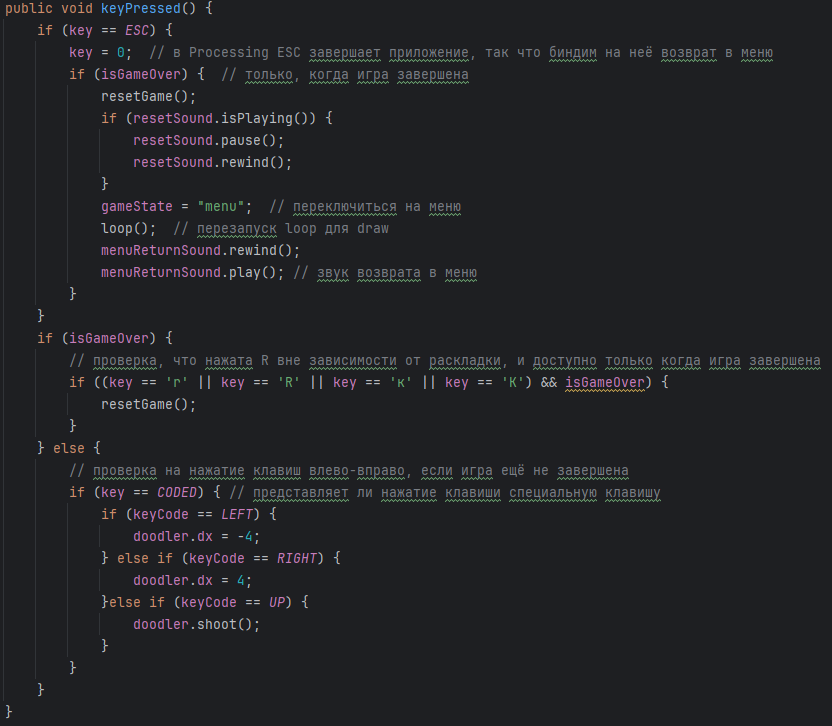 public void keyPressed() {
    if (key == ESC) {
        key = 0;  // в Processing ESC завершает приложение, так что биндим на неё возврат в меню
        if (isGameOver) {  // только, когда игра завершена
            resetGame();
            if (resetSound.isPlaying()) {
                resetSound.pause();
                resetSound.rewind();
            }
            gameState = "menu";  // переключиться на меню
            loop();  // перезапуск loop для draw
            menuReturnSound.rewind();
            menuReturnSound.play(); // звук возврата в меню
        }
    }
    if (isGameOver) {
        // проверка, что нажата R вне зависимости от раскладки, и доступно только когда игра завершена
        if ((key == 'r' || key == 'R' || key == 'к' || key == 'К') && isGameOver) {
            resetGame();
        }
    } else {
        // проверка на нажатие клавиш влево-вправо, если игра ещё не завершена
        if (key == CODED) { // представляет ли нажатие клавиши специальную клавишу
            if (keyCode == LEFT) {
                doodler.dx = -4;
            } else if (keyCode == RIGHT) {
                doodler.dx = 4;
            }else if (keyCode == UP) {
                doodler.shoot();
            }
        }
    }
}